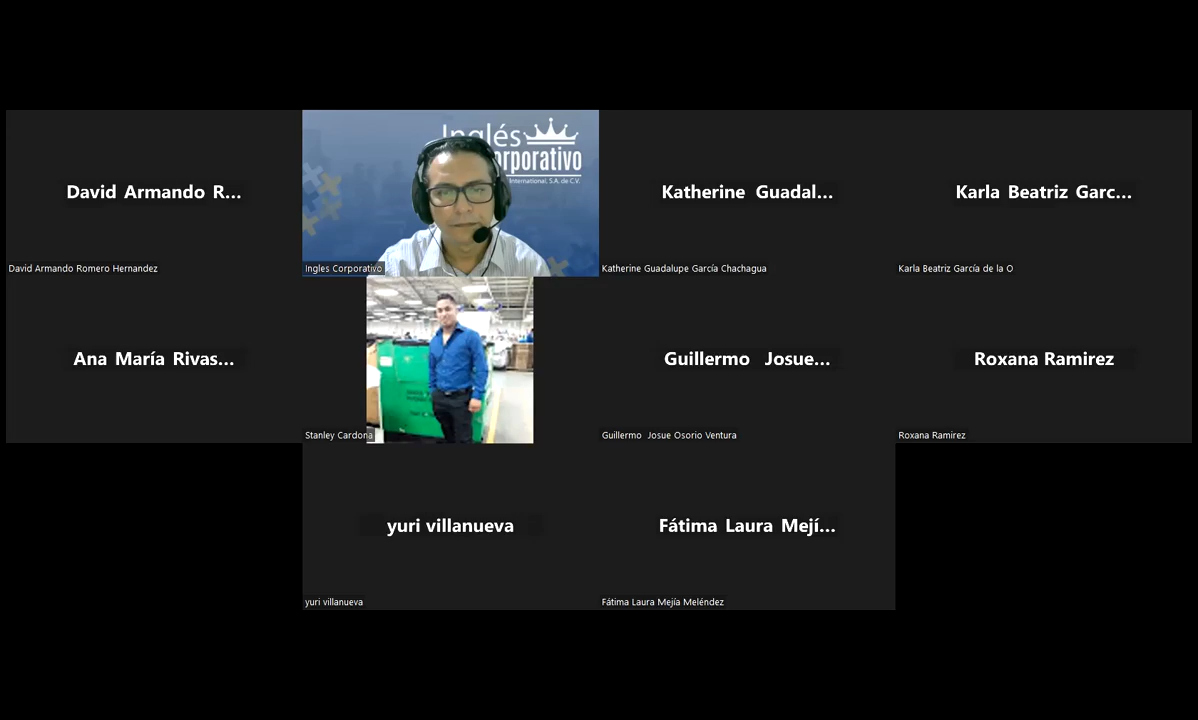 David Armando R...
David Armando Romero Hernandez
Inglés
orporativo
International, S.A. de C.V.
Ingles Corporativo
Katherine Guadal...
Katherine Guadalupe García Chachagua
Karla Beatriz Garc...
Karla Beatriz García de la O
Ana María Rivas...
Stanley Cardona
Guillermo Josue...
Guillermo Josue Osorio Ventura
Roxana Ramirez
Roxana Ramirez
yuri villanueva
yuri villanueva
Fátima Laura Mejí...
Fátima Laura Mejía Meléndez